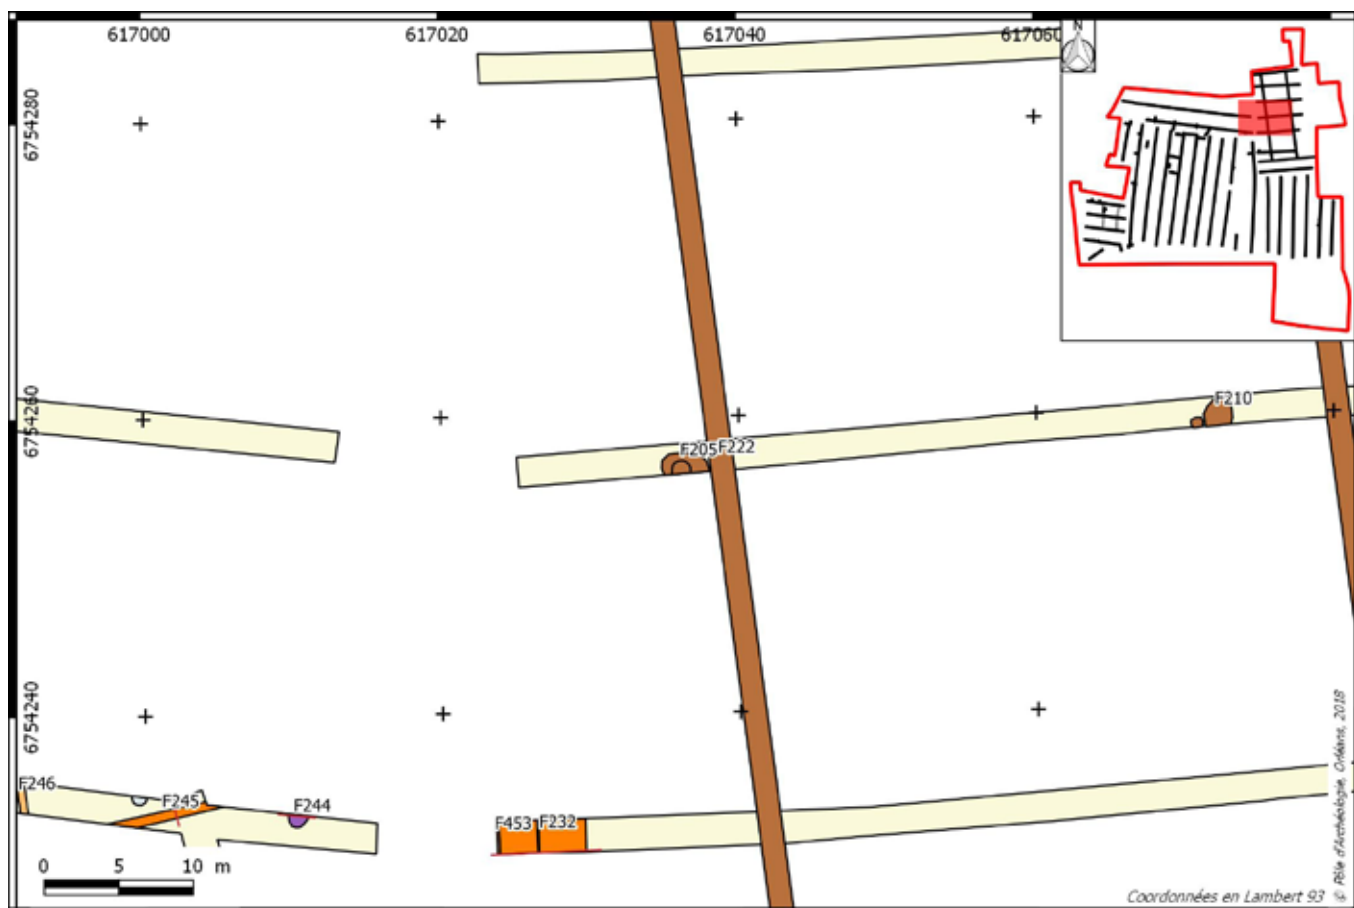 617000
617020
617040
617060
N
6754280
6754260
F210
F205
F222
6754240
F246
F245
F244
F453
F232
0 5 10 m
Coordonnées en Lambert 93
© Pôle d'Archéologie, Orléans, 2018